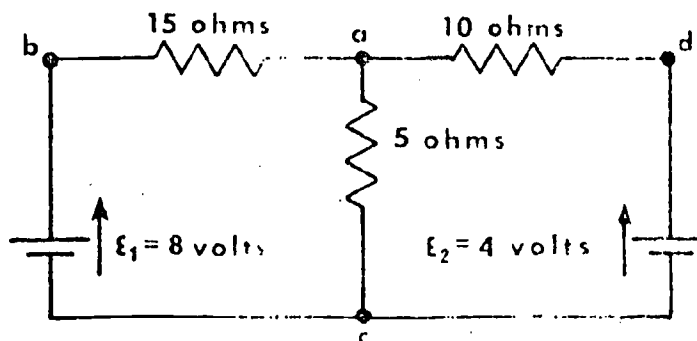 15 ohms
10 ohms
b
a
d
5 ohms
ε₁ = 8 volts
ε₂ = 4 volts
c